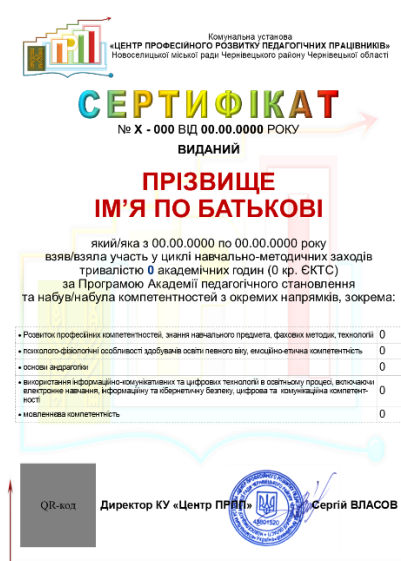 Комунальна установа
«ЦЕНТР ПРОФЕСІЙНОГО РОЗВИТКУ ПЕДАГОГІЧНИХ ПРАЦІВНИКІВ»
Новоселицької міської ради Чернівецького району Чернівецької області
СЕРТИФІКАТ
№ Х - 000 ВІД 00.00.0000 РОКУ
ВИДАНИЙ
ПРІЗВИЩЕ
ІМ’Я ПО БАТЬКОВІ
який/яка з 00.00.0000 по 00.00.0000 року
взяв/взяла участь у циклі навчально-методичних заходів
тривалістю 0 академічних годин (0 кр. ЄКТС)
за Програмою Академії педагогічного становлення
та набув/набула компетентностей з окремих напрямків, зокрема:
• Розвиток професійних компетентностей, знання навчального предмета, фахових методик, технологій 0
• психолого-фізіологічні особливості здобувачів освіти певного віку, емоційно-етична компетентність 0
• основи андрагогіки 0
• використання інформаційно-комунікативних та цифрових технологій в освітньому процесі, включаючи
електронне навчання, інформаційну та кібернетичну безпеку, цифрова та комунікаційна компетент-
ності 0
• мовленнєва компетентність 0
QR-код
Директор КУ «Центр ПРПП» Сергій ВЛАСОВ